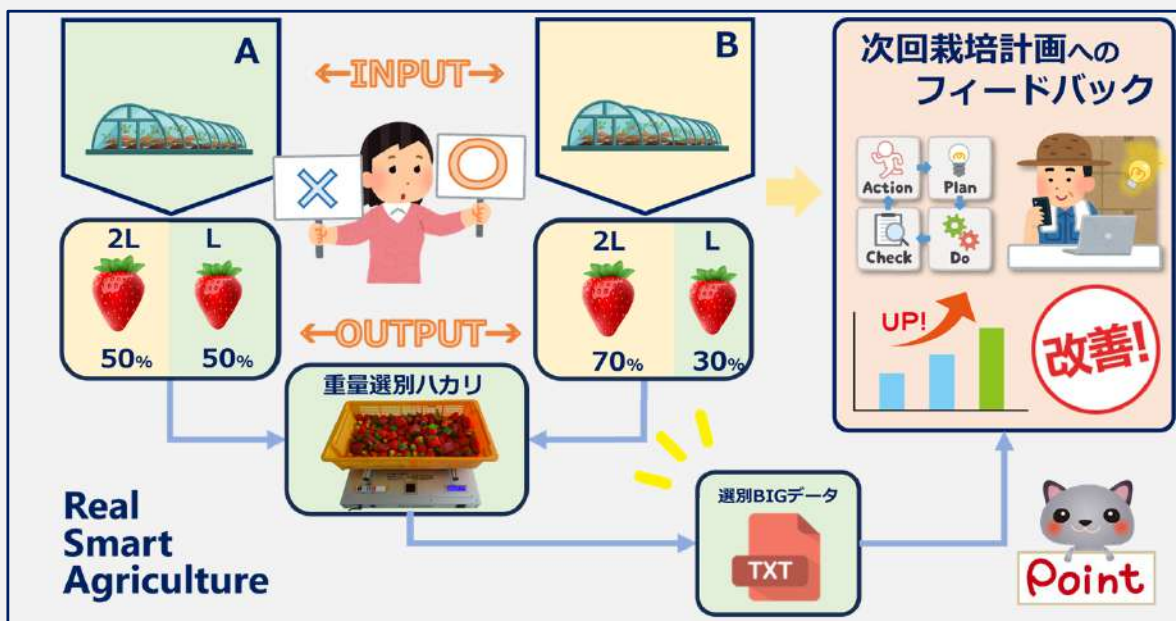 A
←INPUT→
B
×
○
2L
L
50%
50%
2L
L
70%
30%
←OUTPUT→
重量選別ハカリ
選別BIGデータ
TXT
次回栽培計画への
フィードバック
Action
Plan
Check
Do
UP!
改善!
Real
Smart
Agriculture
Point